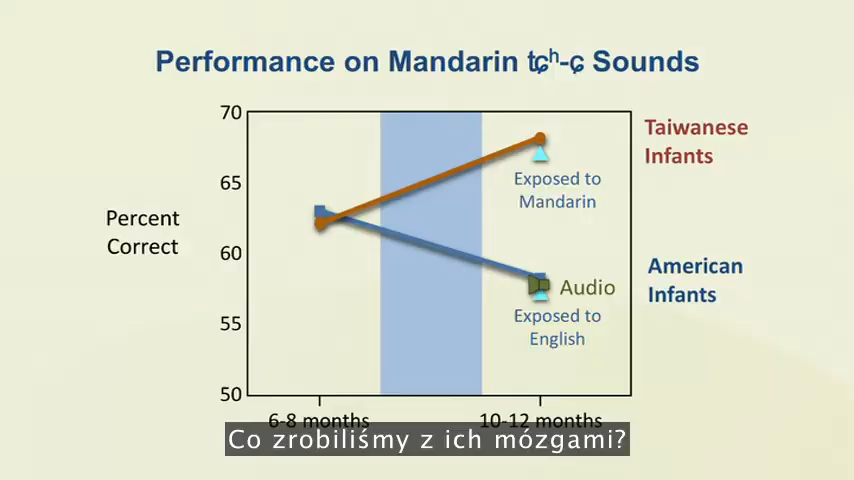 Performance on Mandarin tɕʰ-ɕ Sounds
70
65
60
55
50
Percent
Correct
Taiwanese
Infants
Exposed to
Mandarin
American
Infants
Audio
Exposed to
English
6-8 months
10-12 months
Co zrobiliśmy z ich mózgami?